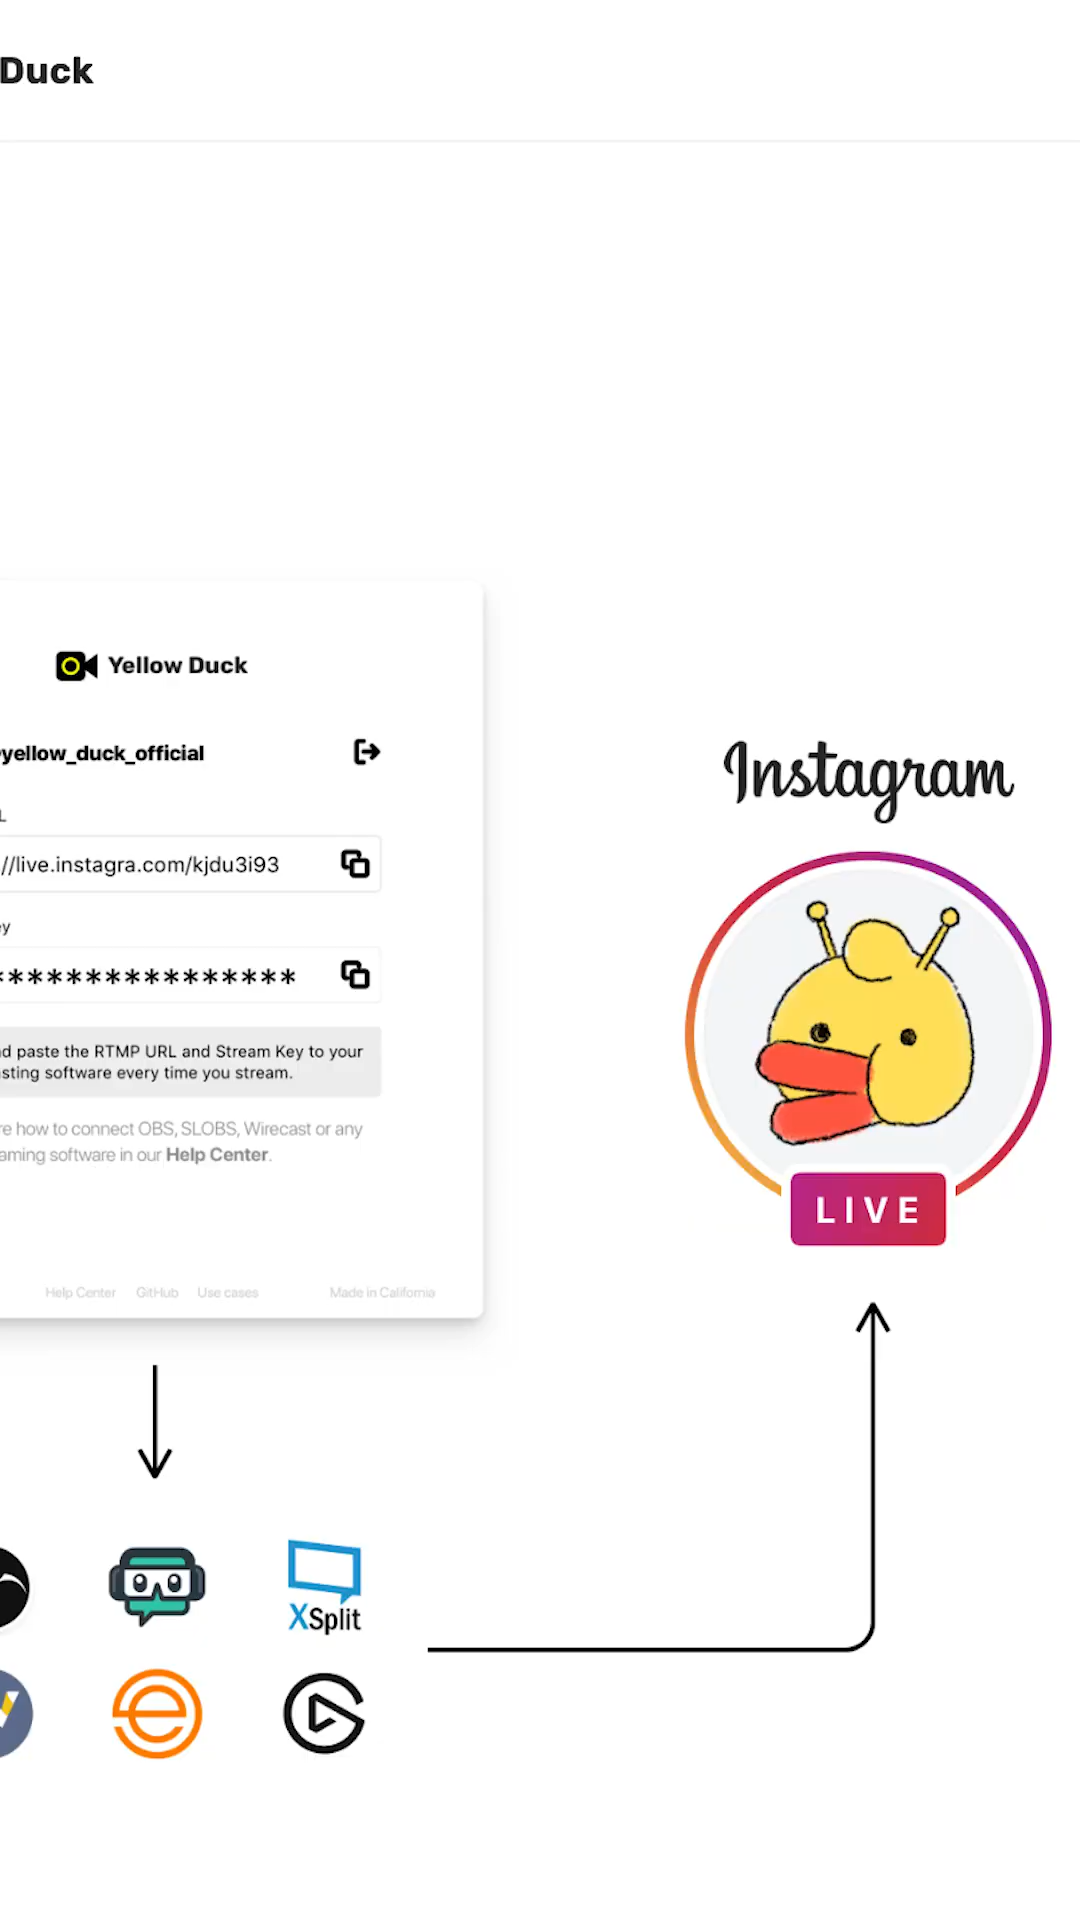 Duck
Yellow Duck
yellow_duck_official
//live.instagra.com/kjdu3i93
***************
paste the RTMP URL and Stream Key to your
software every time you stream.
how to connect OBS, SLOBS, Wirecast or any
software in our Help Center.
Help Center GitHub Use cases Made in California
Instagram
LIVE
XSplit